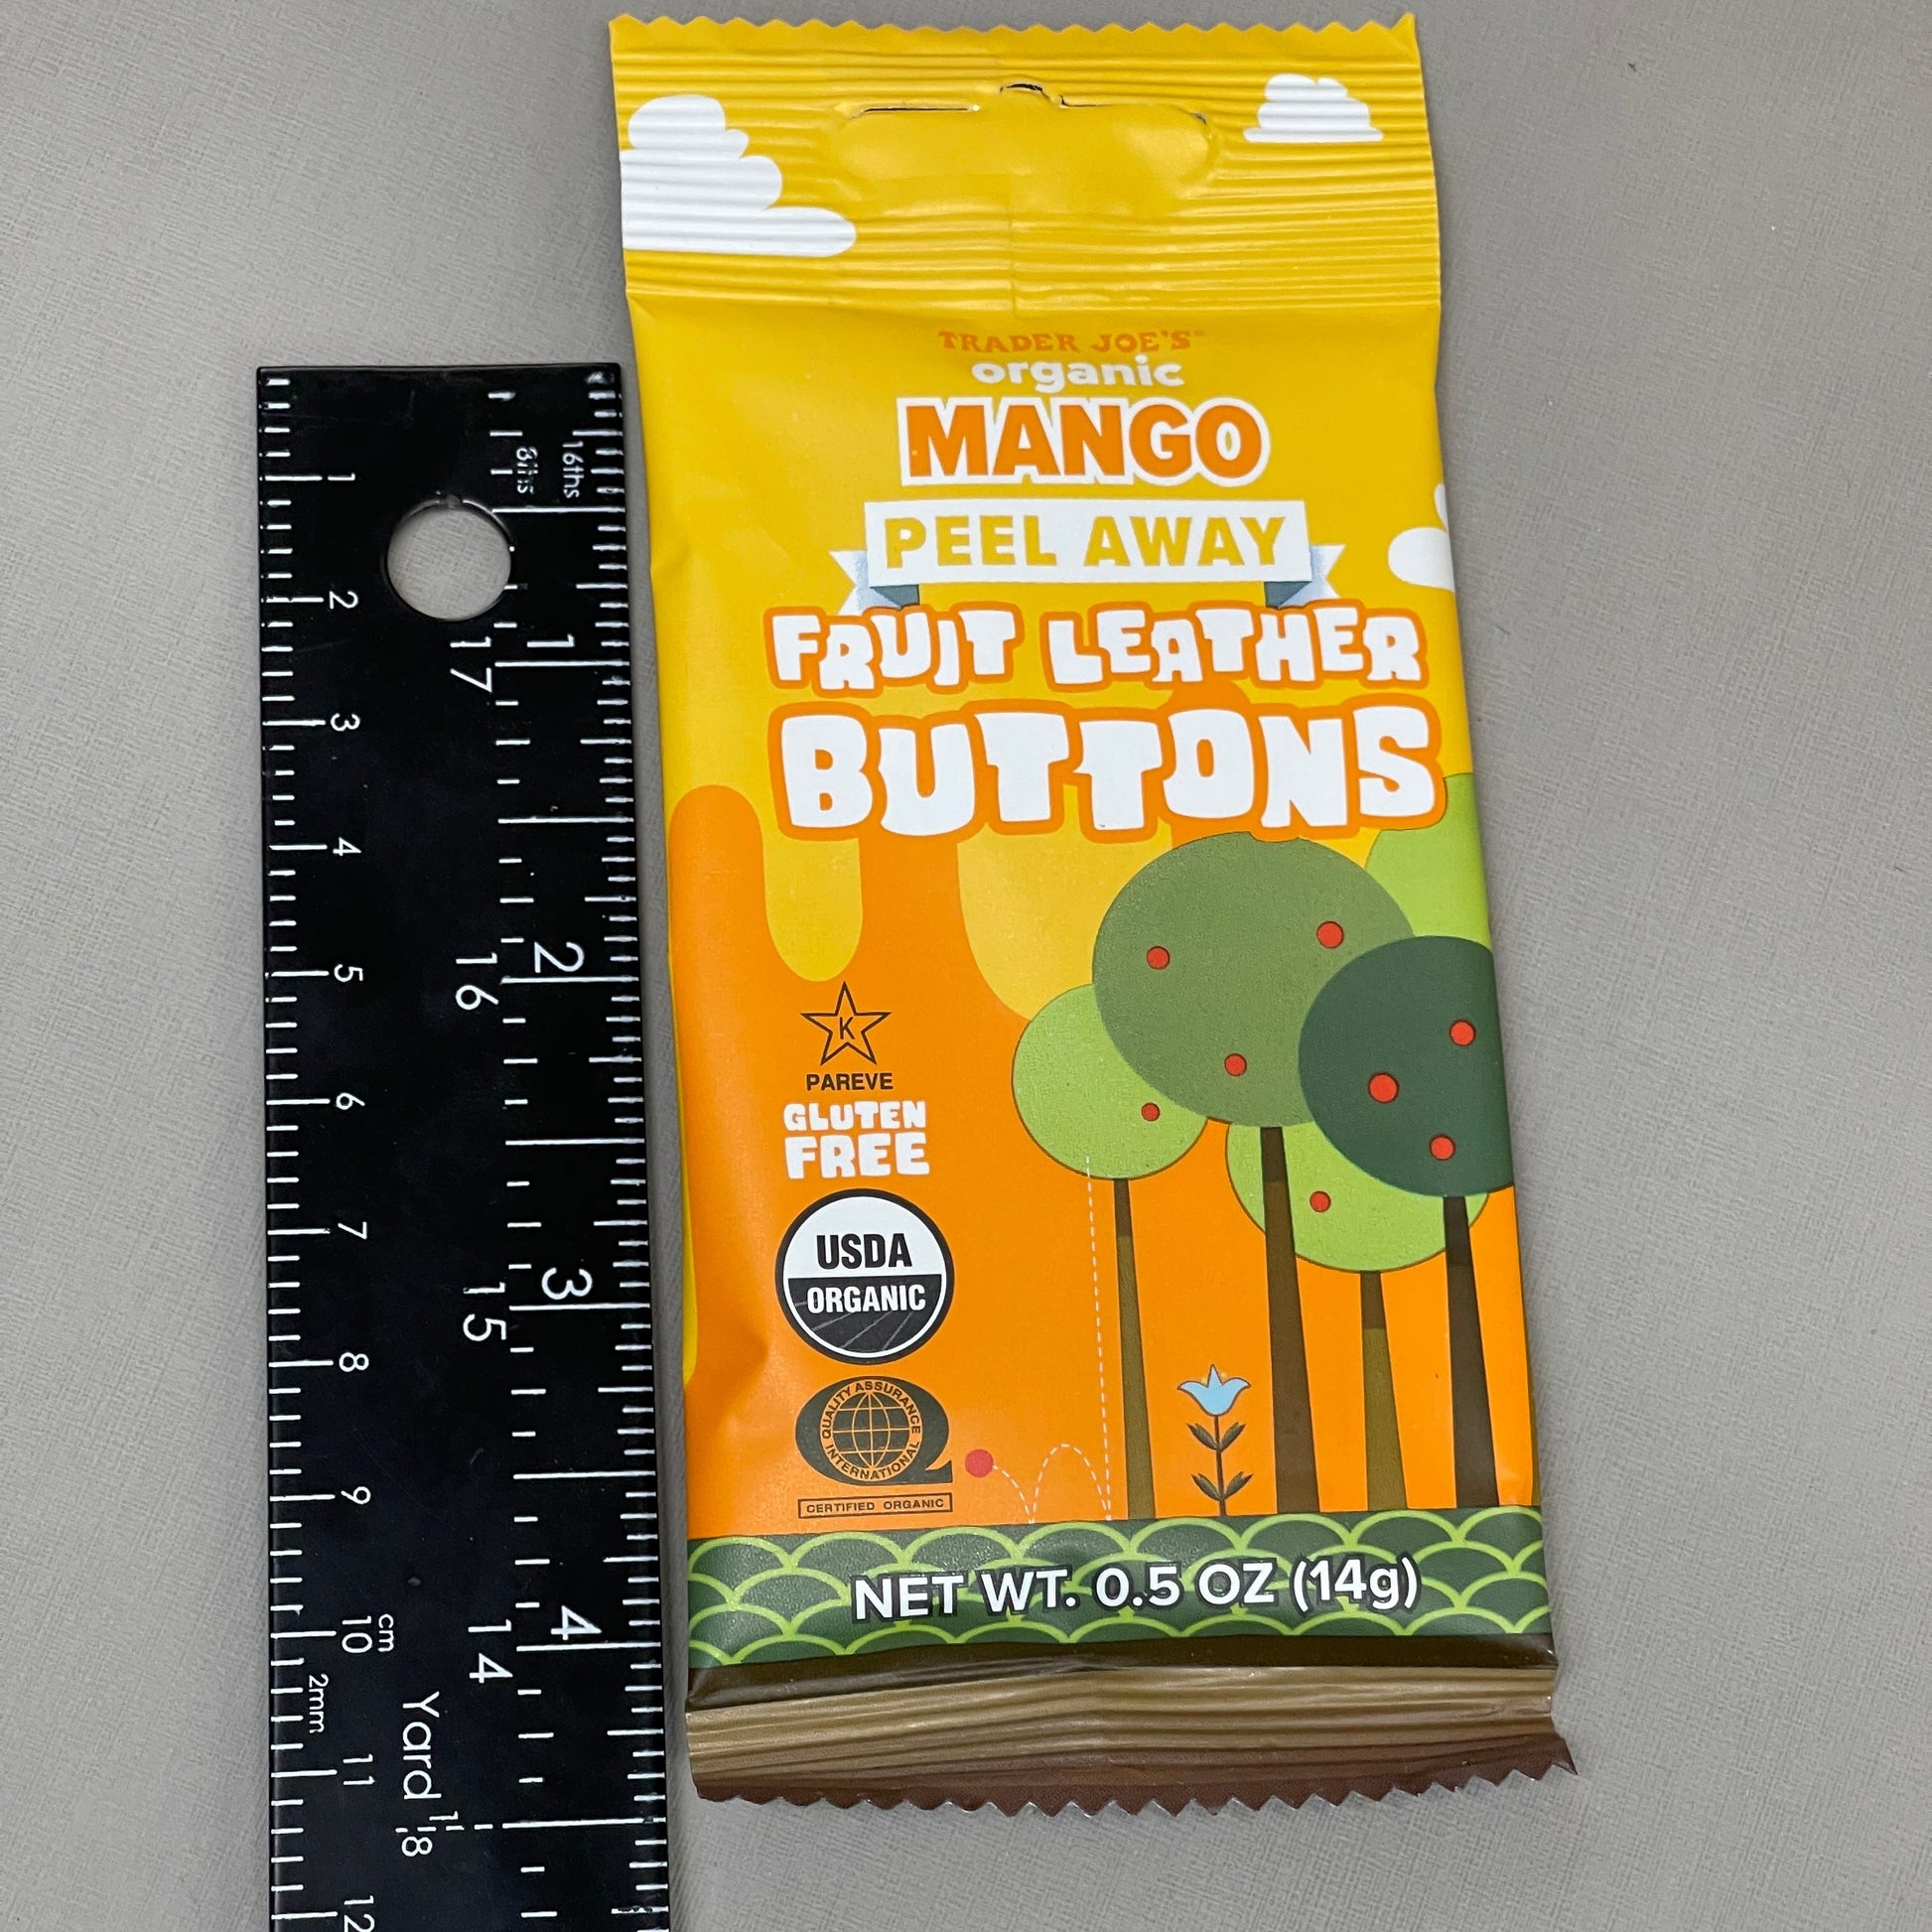 TRADER JOE'S®
organic
MANGO
PEEL AWAY
FRUIT LEATHER
BUTTONS
K
PAREVE
GLUTEN
FREE
USDA
ORGANIC
QUALITY ASSURANCE
INTERNATIONAL
CERTIFIED ORGANIC
NET WT. 0.5 OZ (14g)
8ths
16ths
1
2
3
4
5
6
7
8
9
10
cm
2mm
11
12
17
16
15
14
1
2
3
4
Yard